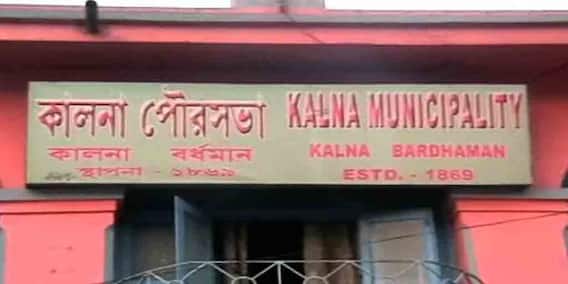 কালনা পৌরসভা KALNA MUNICIPALITY
কালনা বর্ধমান KALNA BARDHAMAN
স্থাপনা - ১৮৬৯ ESTD. - 1869